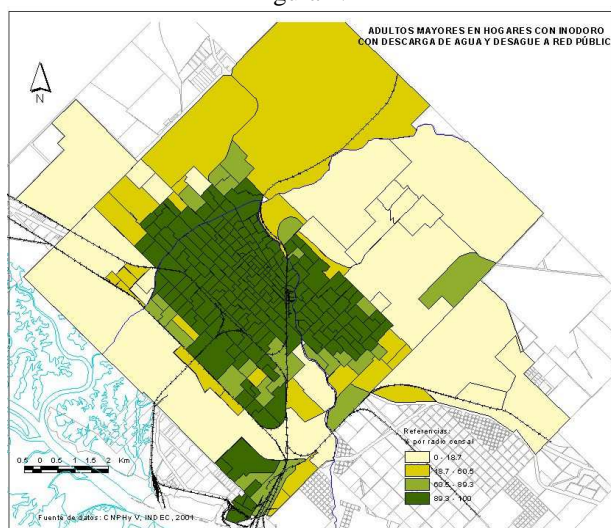 ADULTOS MAYORES EN HOGARES CON INODORO
CON DESCARGA DE AGUA Y DESAGUE A RED PÚBLIC
N
Referencias:
% por radio censal
0 - 18.7
18.7 - 60.5
60.5 - 89.3
89.3 - 100
0.5 0 0.5 1 1.5 2 Km
Fuente de datos: CNPHy V, INDEC, 2001